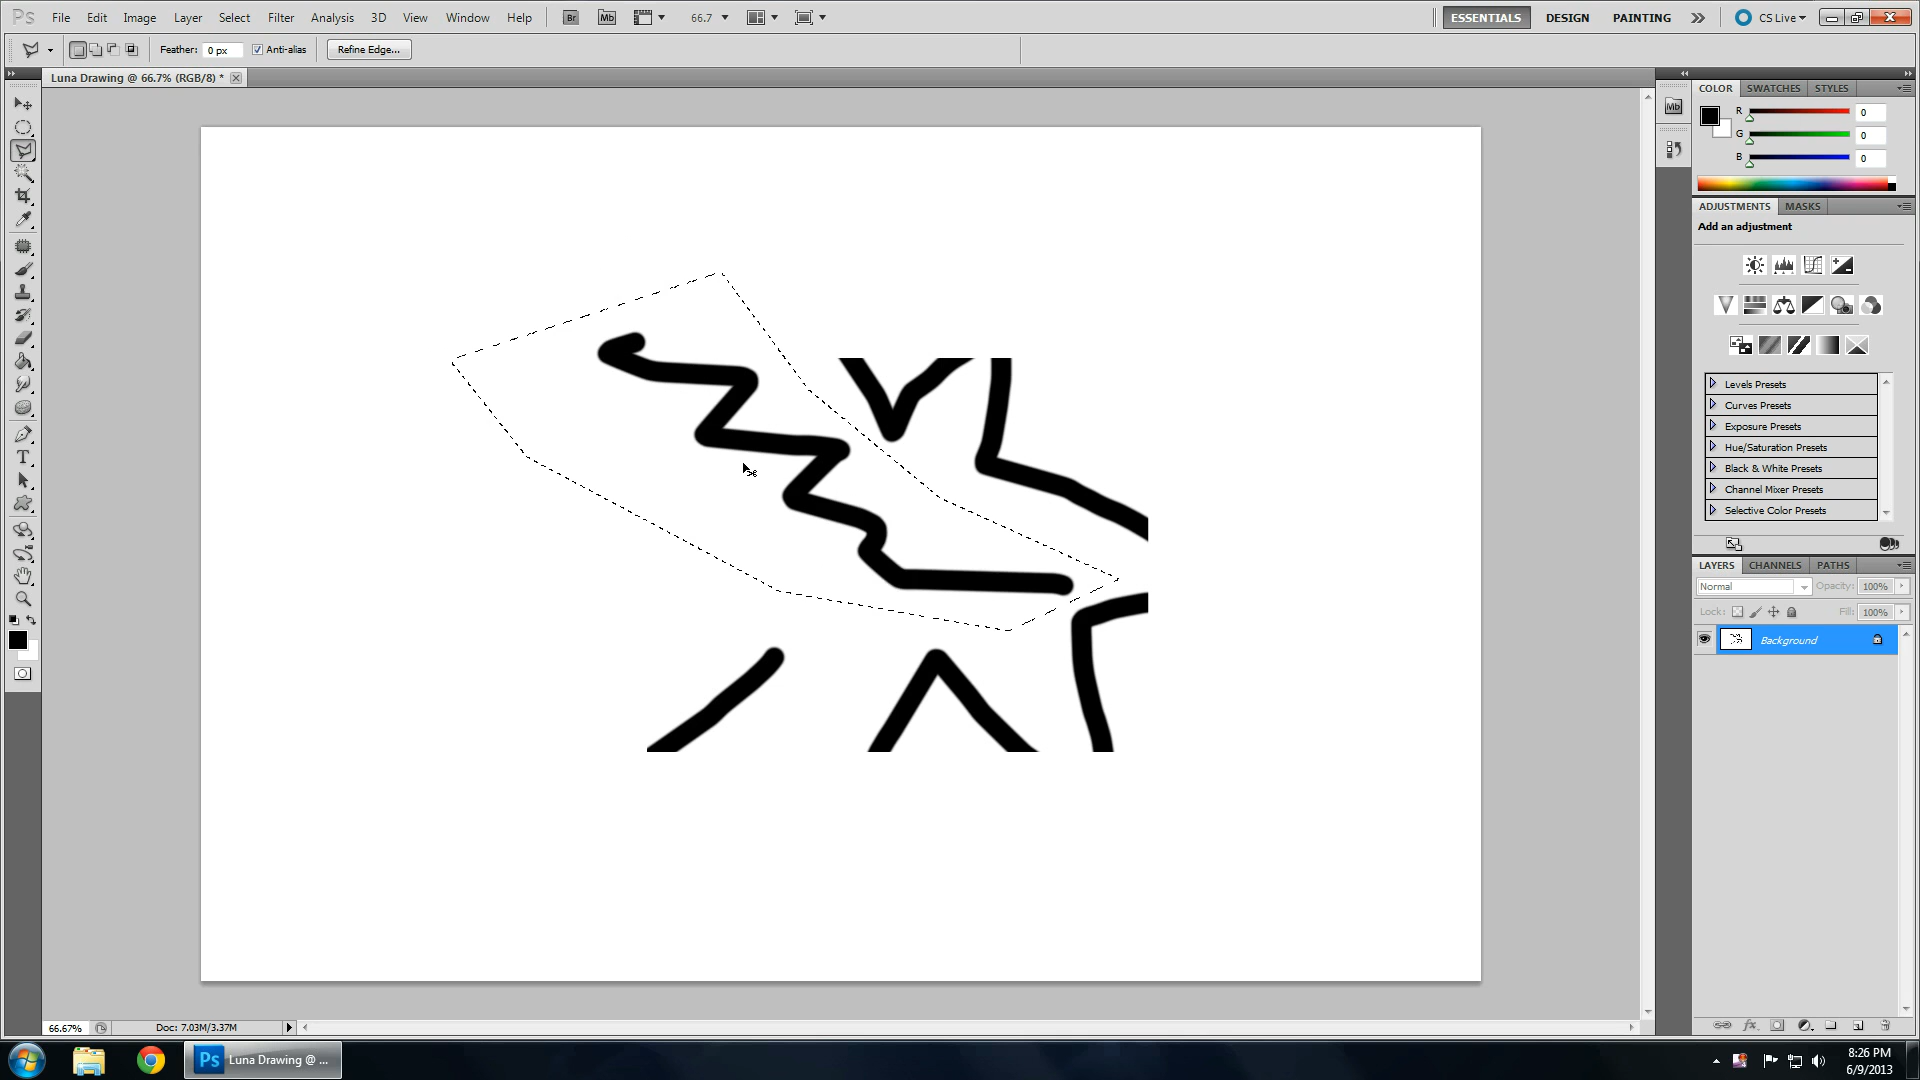 Ps File Edit Image Layer Select Filter Analysis 3D View Window Help Br Mb 66.7 ESSENTIALS DESIGN PAINTING CS Live
Feather: 0 px Anti-alias Refine Edge...
Luna Drawing @ 66.7% (RGB/8) *
COLOR SWATCHES STYLES
Mb
R 0
G 0
B 0
ADJUSTMENTS MASKS
Add an adjustment
Levels Presets
Curves Presets
Exposure Presets
Hue/Saturation Presets
Black & White Presets
Channel Mixer Presets
Selective Color Presets
LAYERS CHANNELS PATHS
Normal Opacity: 100%
Lock: Fill: 100%
Background
T
66.67% Doc: 7.03M/3.37M
fx
Ps Luna Drawing @ ...
8:26 PM
6/9/2013